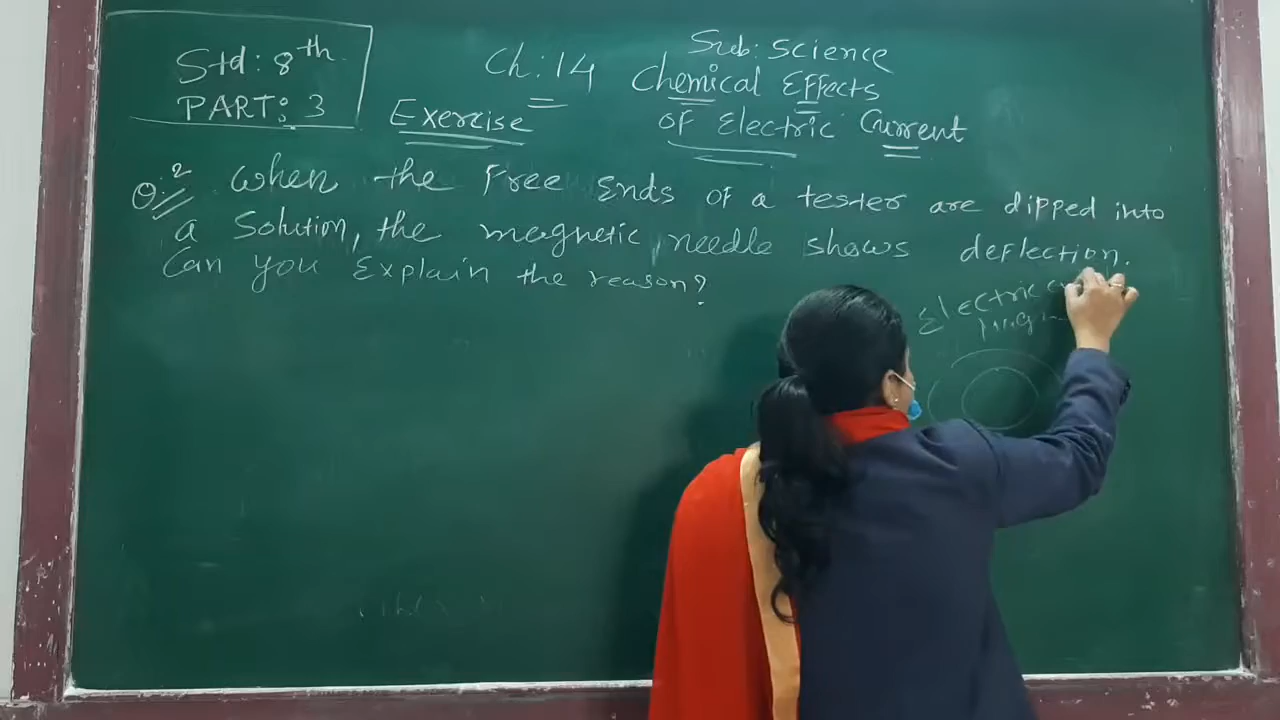 Std: 8th
PART: 3
Ch: 14
Sub: Science
Chemical Effects
of Electric Current
Exercise
Q:2 When the Free Ends of a tester are dipped into
a Solution, the magnetic needle shows deflection.
Can you Explain the reason?
Electric